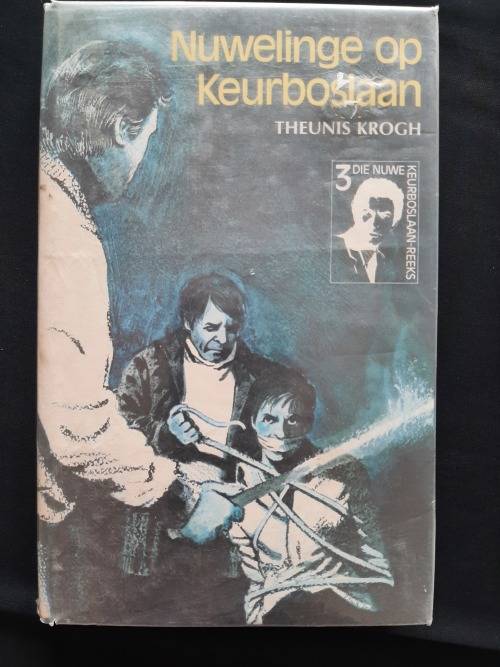 Nuwelinge op
Keurboslaan
THEUNIS KROGH
3 DIE NUWE
KEURBOSLAAN-REEKS